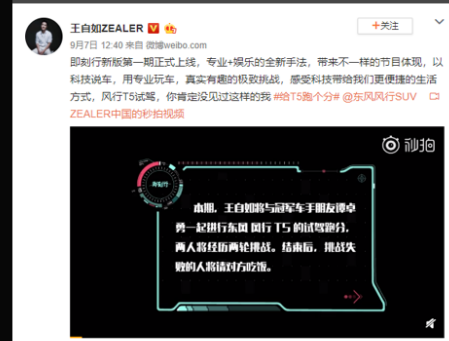 王自如ZEALER
+关注
9月7日 12:40 来自 微博weibo.com
即刻行新版第一期正式上线，专业+娱乐的全新手法，带来不一样的节目体现，以
科技说车，用专业玩车，真实有趣的极致挑战，感受科技带给我们更便捷的生活
方式，风行T5试驾，你肯定没见过这样的我 #给T5跑个分# @东风风行SUV
ZEALER中国的秒拍视频
秒拍
本期，王自如将与冠军车手朋友谭卓
勇一起进行东风 风行 T5 的试驾跑分，
两人将经历两轮挑战。结束后，挑战失
败的人将请对方吃饭。